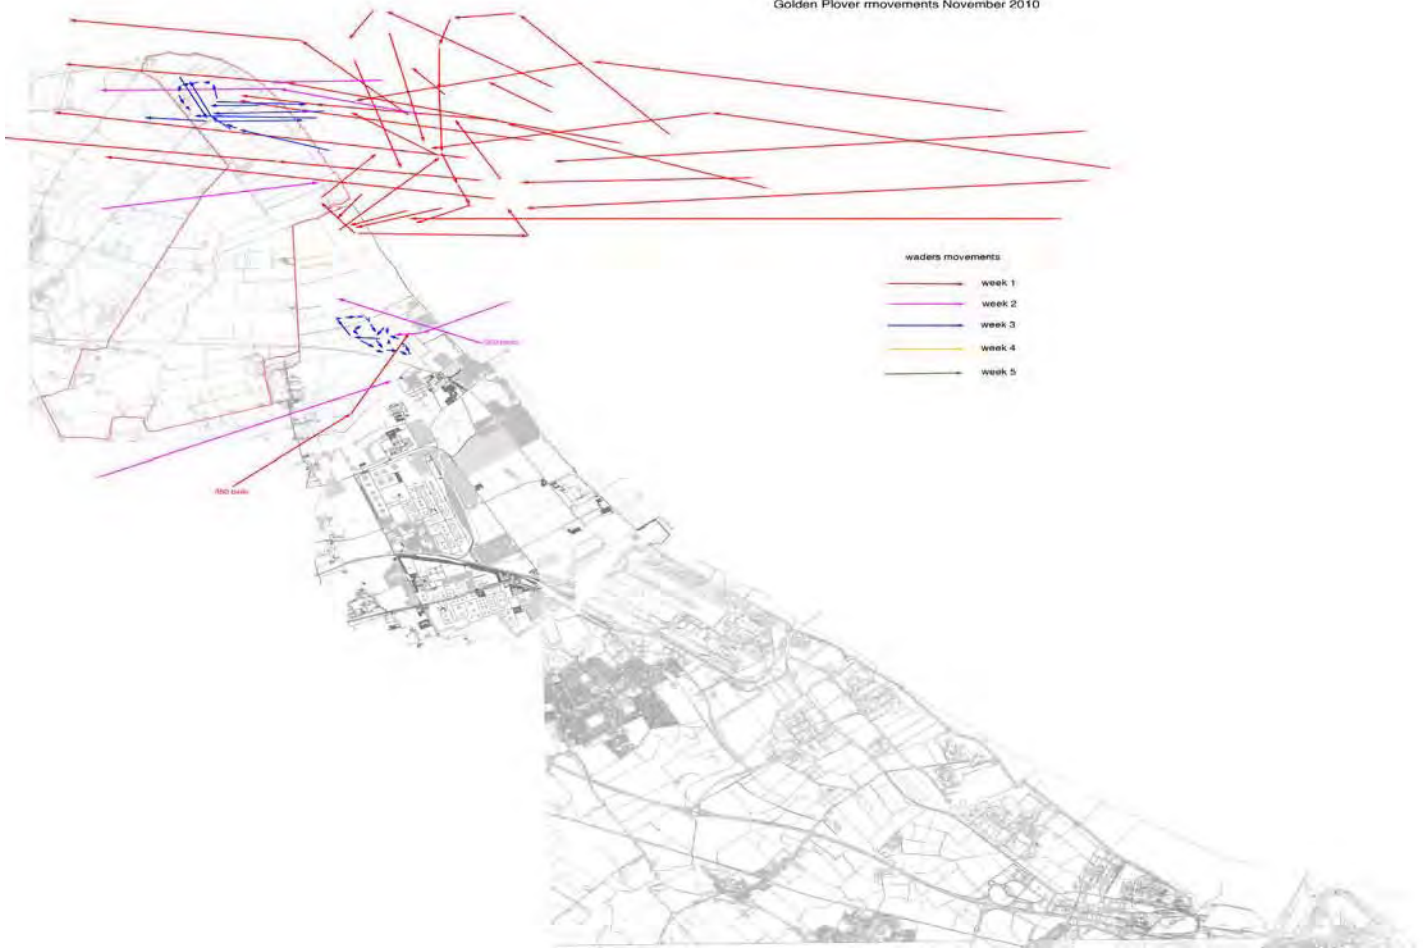 Golden Plover rmovements November 2010
waders movements
week 1
week 2
week 3
week 4
week 5